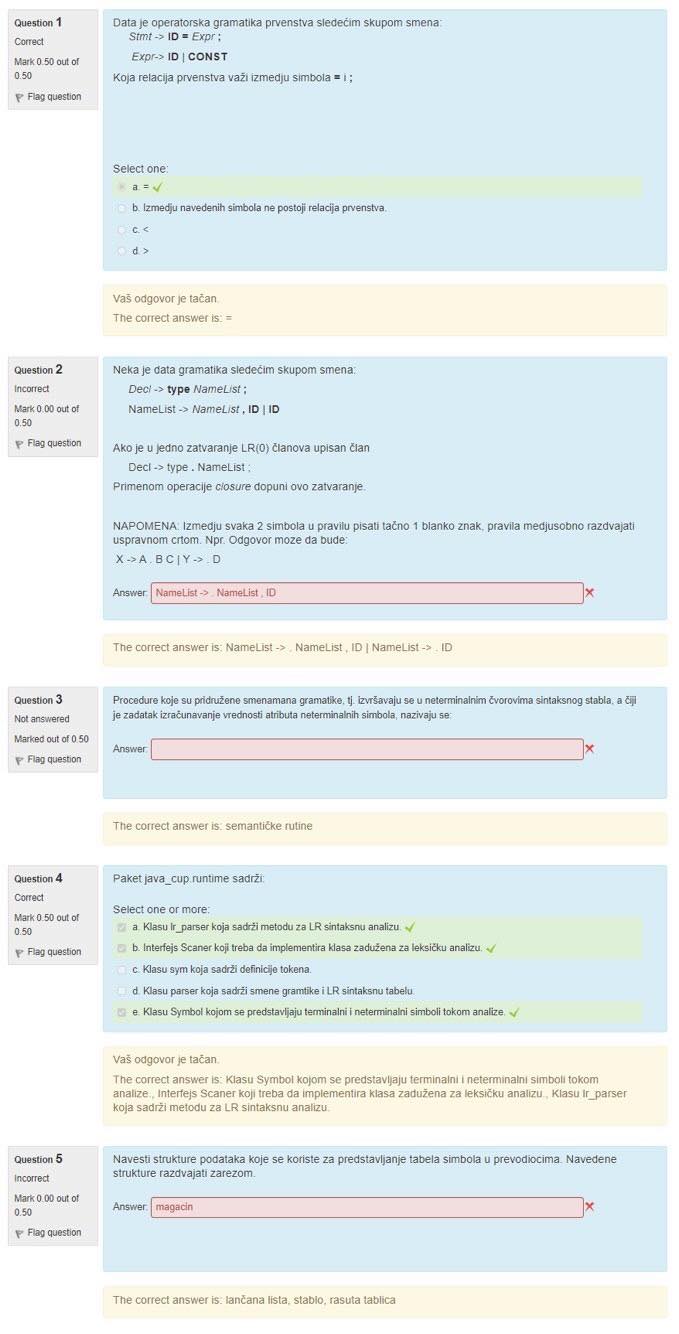 Question 1
Correct
Mark 0.50 out of
0.50
Flag question
Data je operatorska gramatika prvenstva sledećim skupom smena:
Stmt -> ID = Expr ;
Expr-> ID | CONST
Koja relacija prvenstva važi izmedju simbola = i ;
Select one:
a. =
b. Izmedju navedenih simbola ne postoji relacija prvenstva.
c. <
d. >
Vaš odgovor je tačan.
The correct answer is: =
Question 2
Incorrect
Mark 0.00 out of
0.50
Flag question
Neka je data gramatika sledećim skupom smena:
Decl -> type NameList ;
NameList -> NameList , ID | ID
Ako je u jedno zatvaranje LR(0) članova upisan član
Decl -> type . NameList ;
Primenom operacije closure dopuni ovo zatvaranje.
NAPOMENA: Izmedju svaka 2 simbola u pravilu pisati tačno 1 blanko znak, pravila medjusobno razdvajati
uspravnom crtom. Npr. Odgovor moze da bude:
X -> A . B C | Y -> . D
Answer: NameList -> . NameList , ID
The correct answer is: NameList -> . NameList , ID | NameList -> . ID
Question 3
Not answered
Marked out of 0.50
Flag question
Procedure koje su pridružene smenamana gramatike, tj. izvršavaju se u neterminalnim čvorovima sintaksnog stabla, a čiji
je zadatak izračunavanje vrednosti atributa neterminalnih simbola, nazivaju se:
Answer:
The correct answer is: semantičke rutine
Question 4
Correct
Mark 0.50 out of
0.50
Flag question
Paket java_cup.runtime sadrži:
Select one or more:
a. Klasu lr_parser koja sadrži metodu za LR sintaksnu analizu.
b. Interfejs Scaner koji treba da implementira klasa zadužena za leksičku analizu.
c. Klasu sym koja sadrži definicije tokena.
d. Klasu parser koja sadrži smene gramtike i LR sintaksnu tabelu.
e. Klasu Symbol kojom se predstavljaju terminalni i neterminalni simboli tokom analize.
Vaš odgovor je tačan.
The correct answer is: Klasu Symbol kojom se predstavljaju terminalni i neterminalni simboli tokom
analize., Interfejs Scaner koji treba da implementira klasa zadužena za leksičku analizu., Klasu lr_parser
koja sadrži metodu za LR sintaksnu analizu.
Question 5
Incorrect
Mark 0.00 out of
0.50
Flag question
Navesti strukture podataka koje se koriste za predstavljanje tabela simbola u prevodiocima. Navedene
strukture razdvajati zarezom.
Answer: magacin
The correct answer is: lančana lista, stablo, rasuta tablica